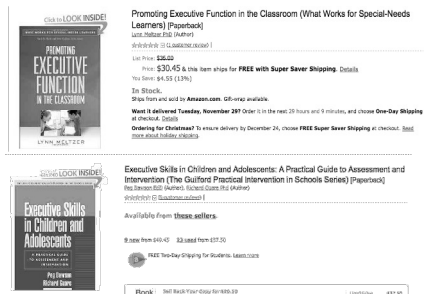 Click to LOOK INSIDE!
PROMOTING
EXECUTIVE
FUNCTION
IN THE CLASSROOM
LYNN MELTZER
Promoting Executive Function in the Classroom (What Works for Special-Needs
Learners) [Paperback]
Lynn Meltzer PhD (Author)
(1 customer review)
List Price: $35.00
Price: $30.45 & this item ships for FREE with Super Saver Shipping. Details
You Save: $4.55 (13%)
In Stock.
Ships from and sold by Amazon.com. Gift-wrap available.
Want it delivered Tuesday, November 29? Order it in the next 29 hours and 9 minutes, and choose One-Day Shipping
at checkout. Details
Ordering for Christmas? To ensure delivery by December 24, choose FREE Super Saver Shipping at checkout. Read
more about holiday shipping.
LOOK INSIDE!
Executive Skills
in Children and
Adolescents
Peg Dawson
Richard Guare
Executive Skills in Children and Adolescents: A Practical Guide to Assessment and
Intervention (The Guilford Practical Intervention in Schools Series) [Paperback]
Peg Dawson EdD (Author), Richard Guare PhD (Author)
Available from these sellers.
9 new from $49.45 23 used from $37.50
FREE Two-Day Shipping for Students. Learn more
Book